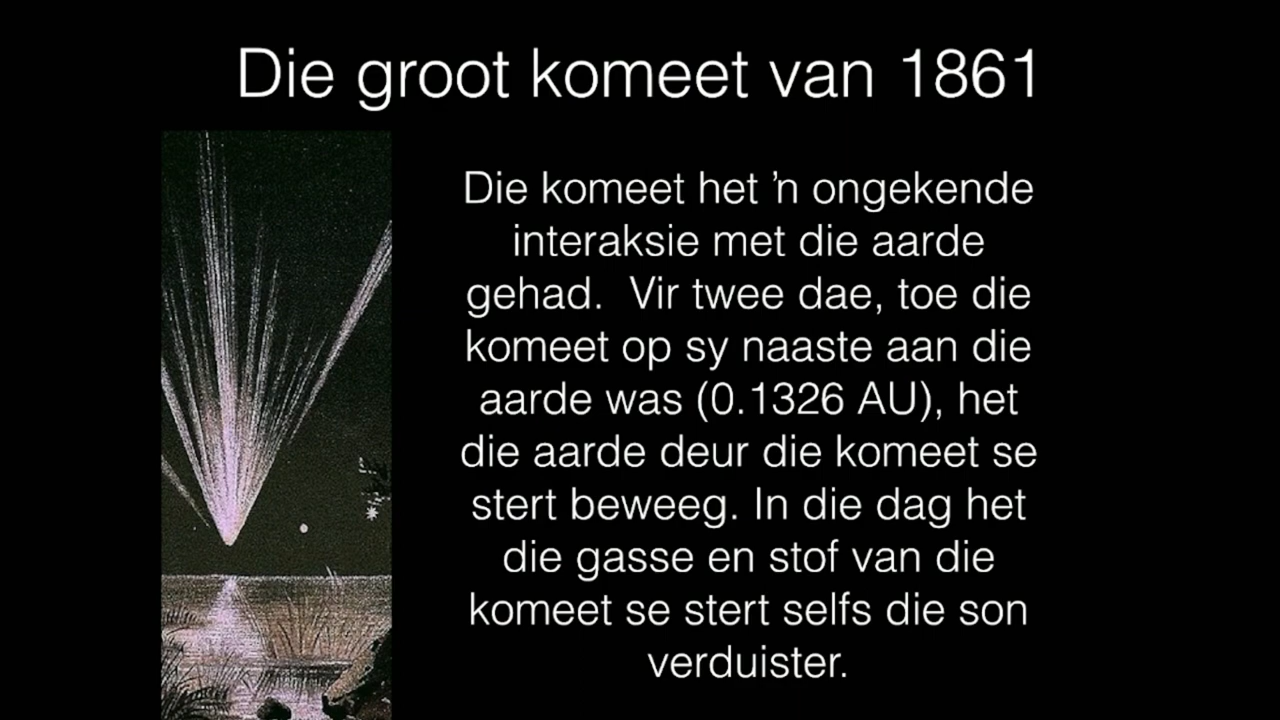 Die groot komeet van 1861
Die komeet het ŉ ongekende
interaksie met die aarde
gehad.  Vir twee dae, toe die
komeet op sy naaste aan die
aarde was (0.1326 AU), het
die aarde deur die komeet se
stert beweeg. In die dag het
die gasse en stof van die
komeet se stert selfs die son
verduister.